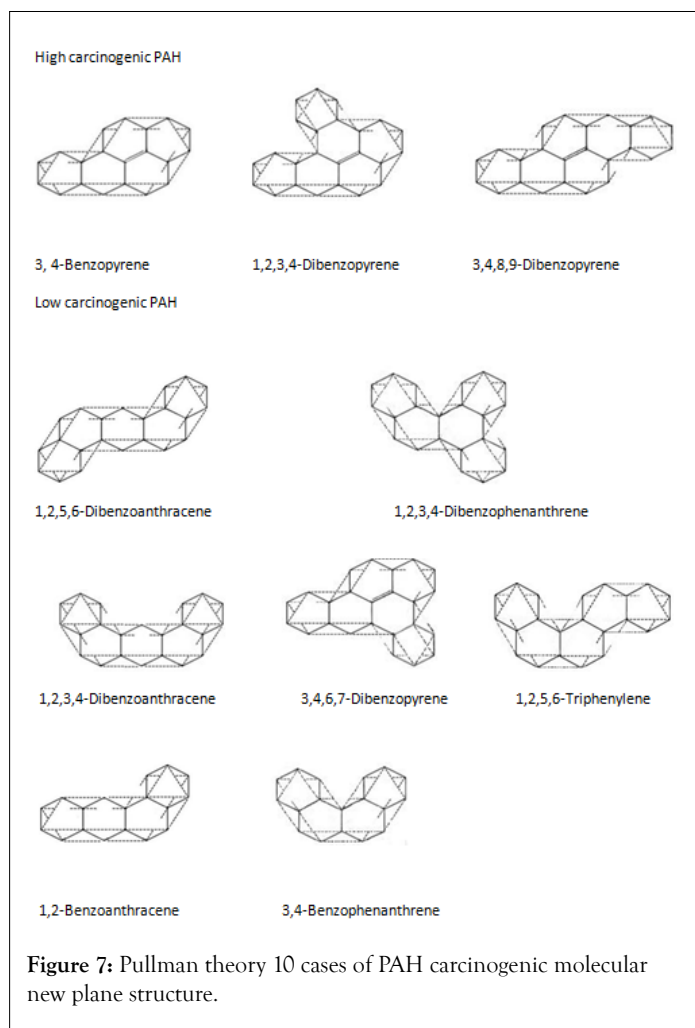 High carcinogenic PAH
3, 4-Benzopyrene
1,2,3,4-Dibenzopyrene
3,4,8,9-Dibenzopyrene
Low carcinogenic PAH
1,2,5,6-Dibenzoanthracene
1,2,3,4-Dibenzophenanthrene
1,2,3,4-Dibenzoanthracene
3,4,6,7-Dibenzopyrene
1,2,5,6-Triphenylene
1,2-Benzoanthracene
3,4-Benzophenanthrene
Figure 7: Pullman theory 10 cases of PAH carcinogenic molecular
new plane structure.